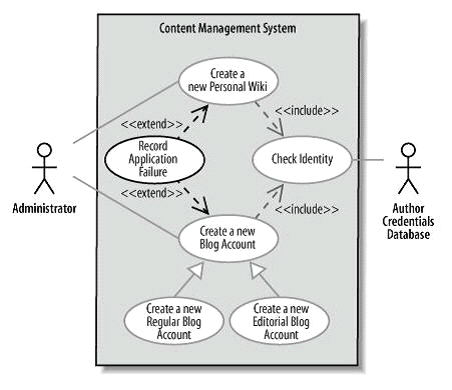 Content Management System
Create a
new Personal Wiki
<<extend>>
<<include>>
Record
Application
Failure
Check Identity
Administrator
Author
Credentials
Database
<<extend>>
<<include>>
Create a new
Blog Account
Create a new
Regular Blog
Account
Create a new
Editorial Blog
Account